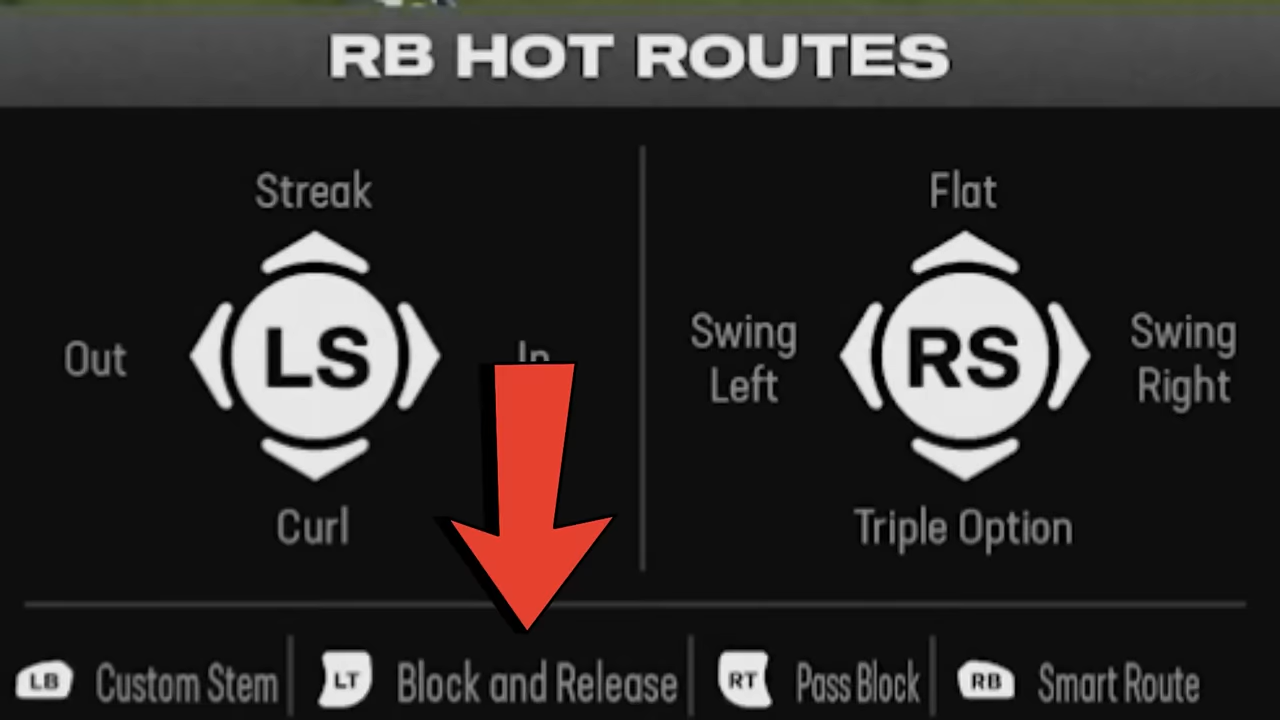 RB HOT ROUTES
Streak
Out
LS
In
Curl
Flat
Swing
Left
RS
Swing
Right
Triple Option
LB Custom Stem
LT Block and Release
RT Pass Block
RB Smart Route